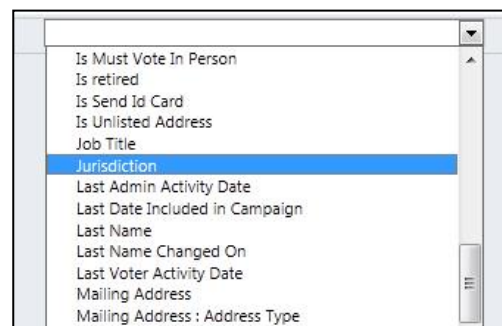 Is Must Vote In Person
Is retired
Is Send Id Card
Is Unlisted Address
Job Title
Jurisdiction
Last Admin Activity Date
Last Date Included in Campaign
Last Name
Last Name Changed On
Last Voter Activity Date
Mailing Address
Mailing Address : Address Type